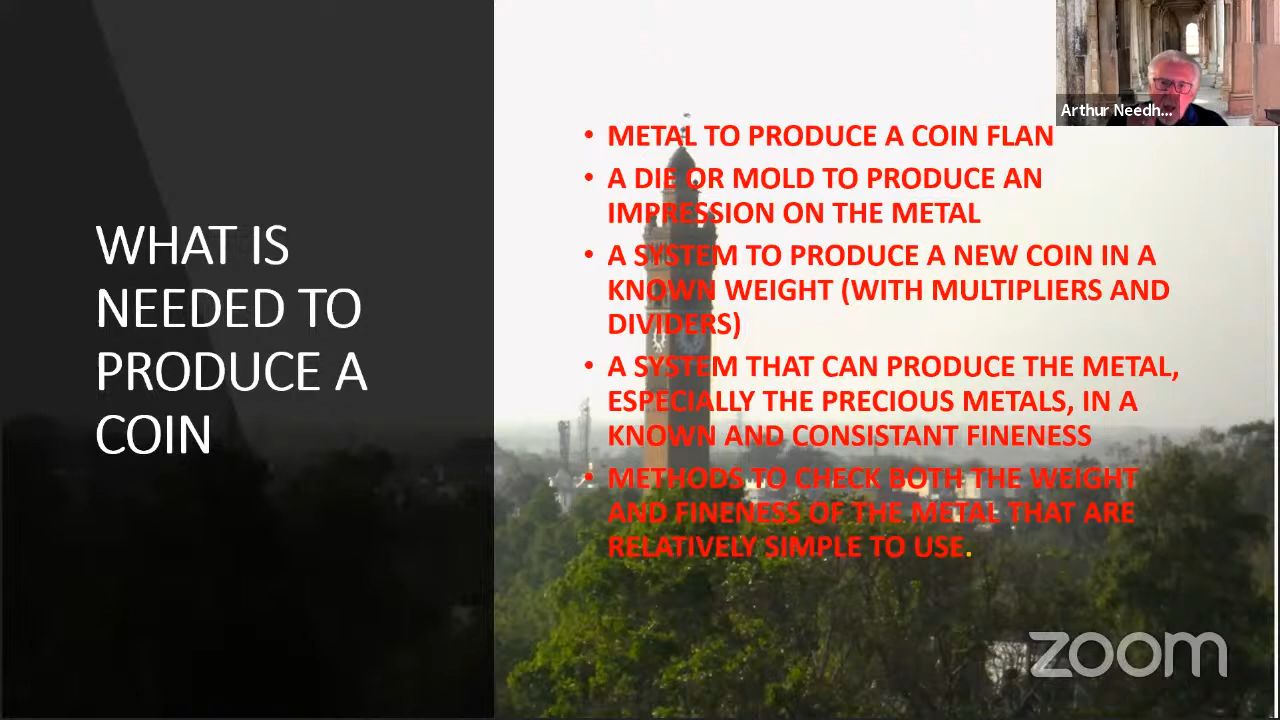 WHAT IS
NEEDED TO
PRODUCE A
COIN
• METAL TO PRODUCE A COIN FLAN
• A DIE OR MOLD TO PRODUCE AN
IMPRESSION ON THE METAL
• A SYSTEM TO PRODUCE A NEW COIN IN A
KNOWN WEIGHT (WITH MULTIPLIERS AND
DIVIDERS)
• A SYSTEM THAT CAN PRODUCE THE METAL,
ESPECIALLY THE PRECIOUS METALS, IN A
KNOWN AND CONSISTANT FINENESS
• METHODS TO CHECK BOTH THE WEIGHT
AND FINENESS OF THE METAL THAT ARE
RELATIVELY SIMPLE TO USE.
Arthur Needh...
zoom